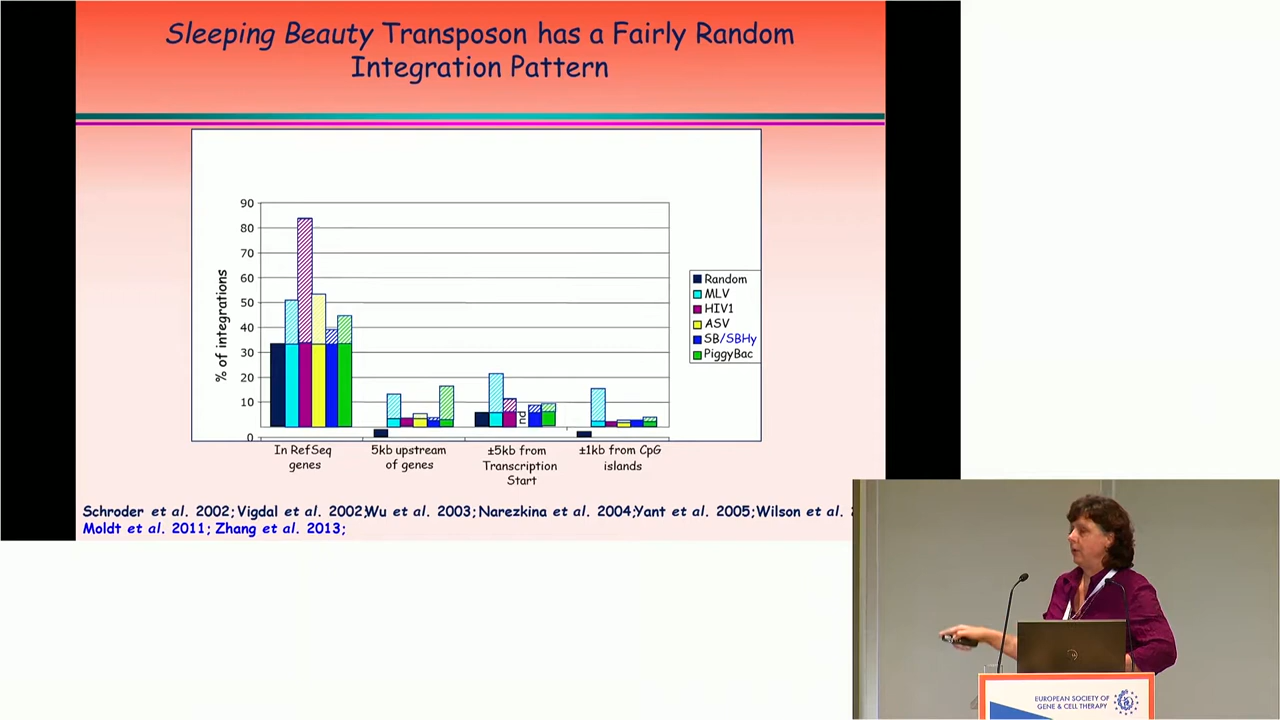 Sleeping Beauty Transposon has a Fairly Random
Integration Pattern
% of integrations
90
80
70
60
50
40
30
20
10
0
nd
In RefSeq
genes
5kb upstream
of genes
±5kb from
Transcription
Start
±1kb from CpG
islands
Random
MLV
HIV1
ASV
SB/SBHy
PiggyBac
Schroder et al. 2002; Vigdal et al. 2002; Wu et al. 2003; Narezkina et al. 2004; Yant et al. 2005; Wilson et al.
Moldt et al. 2011; Zhang et al. 2013;
EUROPEAN SOCIETY OF
GENE & CELL THERAPY